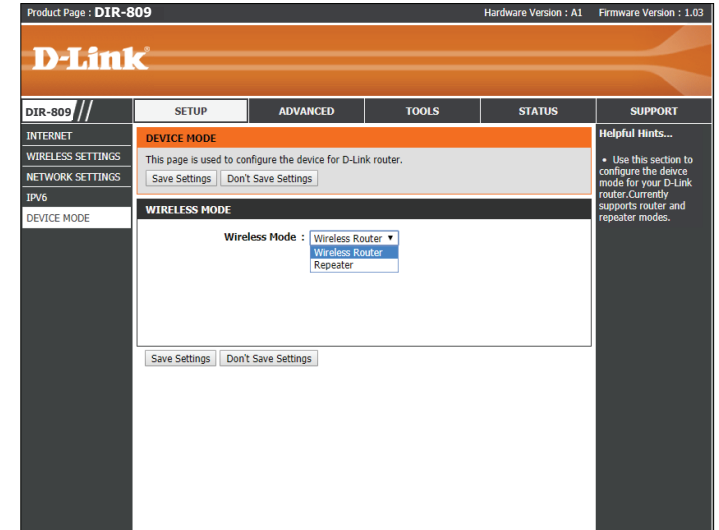 Product Page : DIR-809 Hardware Version : A1 Firmware Version : 1.03
D-Link®
DIR-809 // SETUP ADVANCED TOOLS STATUS SUPPORT
INTERNET
WIRELESS SETTINGS
NETWORK SETTINGS
IPV6
DEVICE MODE
DEVICE MODE
This page is used to configure the device for D-Link router.
Save Settings Don't Save Settings
WIRELESS MODE
Wireless Mode : Wireless Router
Wireless Router
Repeater
Save Settings Don't Save Settings
Helpful Hints...
• Use this section to
configure the deivce
mode for your D-Link
router.Currently
supports router and
repeater modes.